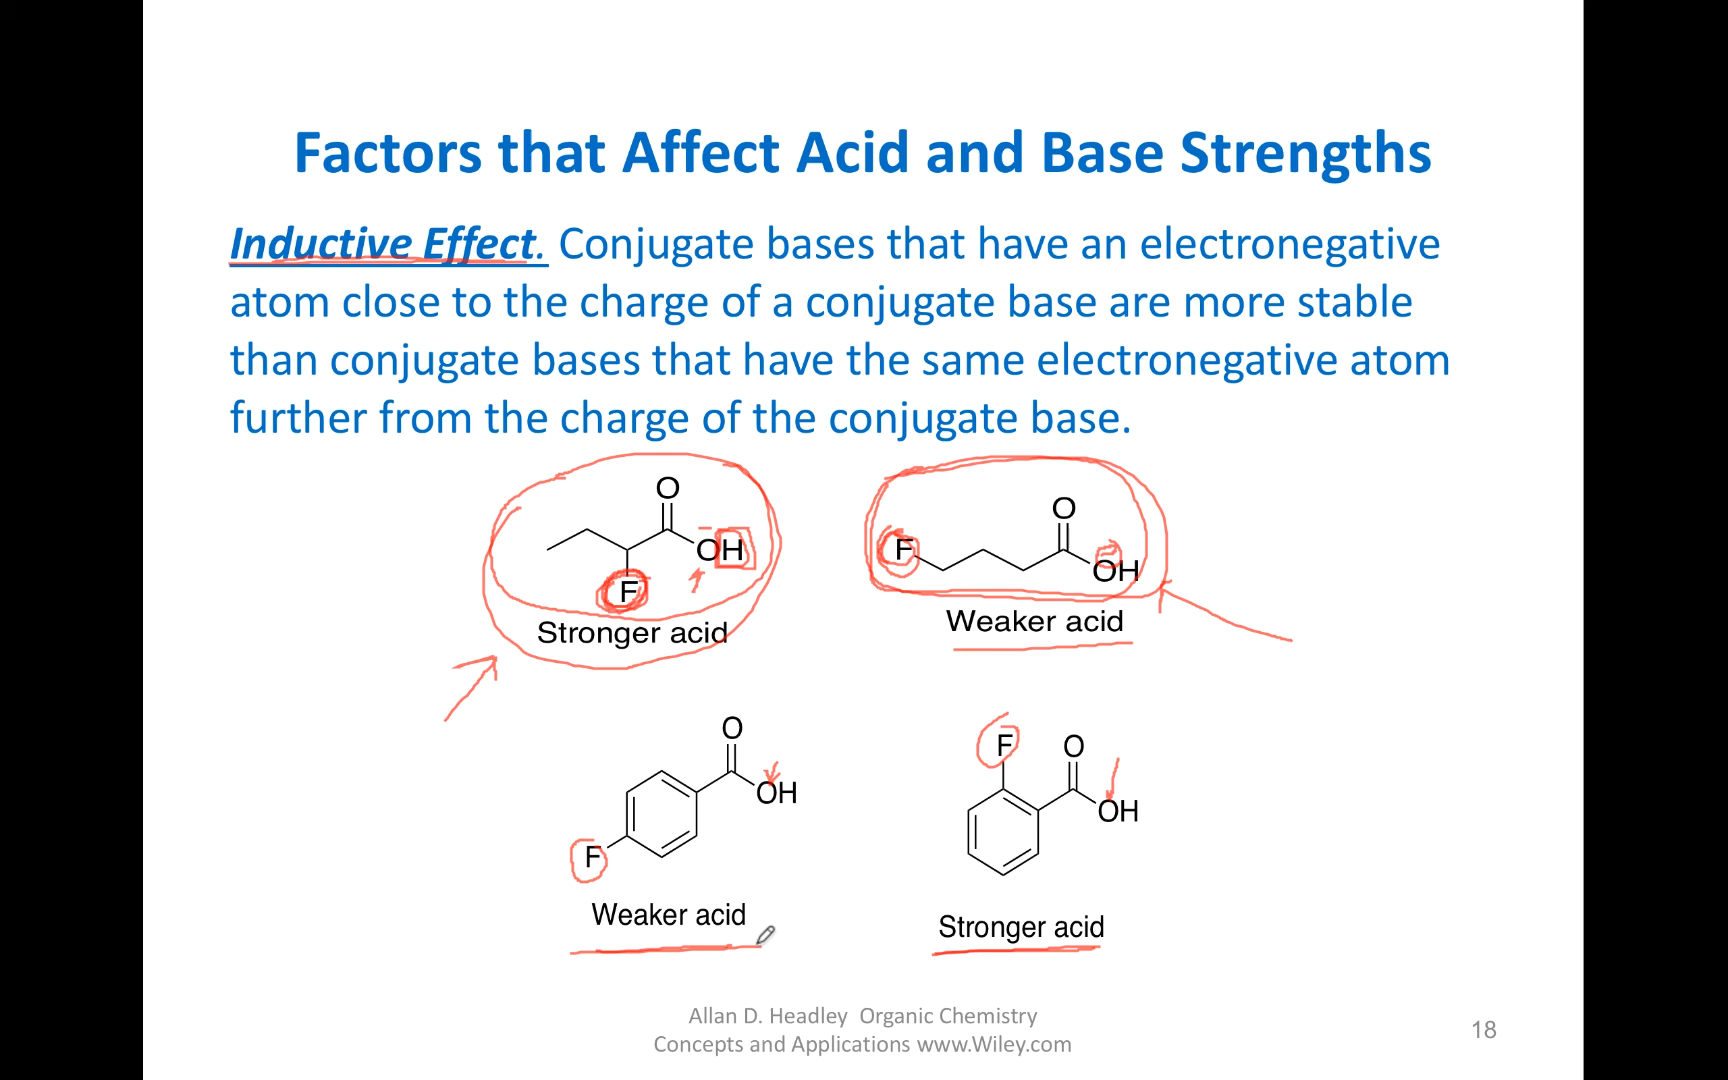 Factors that Affect Acid and Base Strengths
Inductive Effect. Conjugate bases that have an electronegative
atom close to the charge of a conjugate base are more stable
than conjugate bases that have the same electronegative atom
further from the charge of the conjugate base.
O
OH
F
Stronger acid
O
F
OH
Weaker acid
O
OH
F
Weaker acid
F
O
OH
Stronger acid
Allan D. Headley Organic Chemistry
Concepts and Applications www.Wiley.com
18